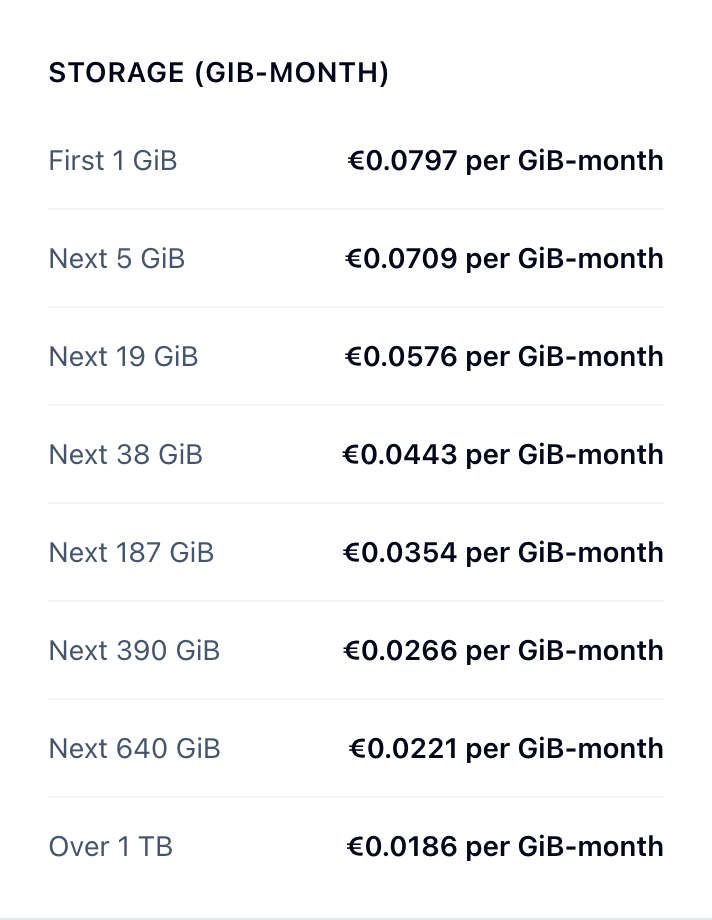 STORAGE (GIB-MONTH)
First 1 GiB €0.0797 per GiB-month
Next 5 GiB €0.0709 per GiB-month
Next 19 GiB €0.0576 per GiB-month
Next 38 GiB €0.0443 per GiB-month
Next 187 GiB €0.0354 per GiB-month
Next 390 GiB €0.0266 per GiB-month
Next 640 GiB €0.0221 per GiB-month
Over 1 TB €0.0186 per GiB-month